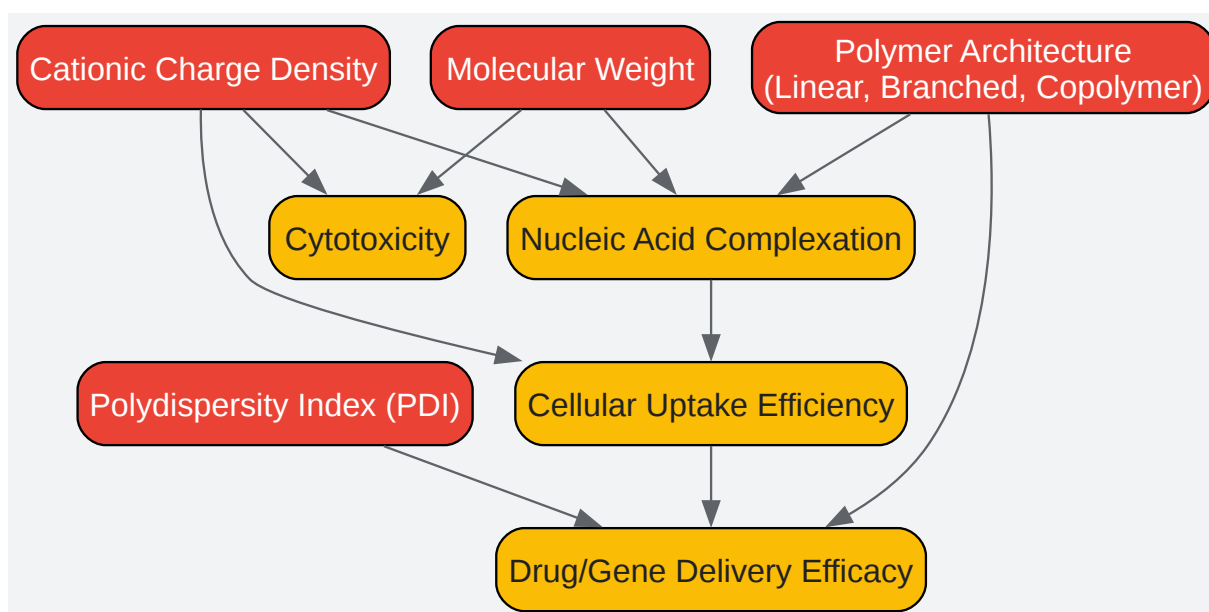 Cationic Charge Density
Molecular Weight
Polymer Architecture
(Linear, Branched, Copolymer)
Cytotoxicity
Nucleic Acid Complexation
Polydispersity Index (PDI)
Cellular Uptake Efficiency
Drug/Gene Delivery Efficacy